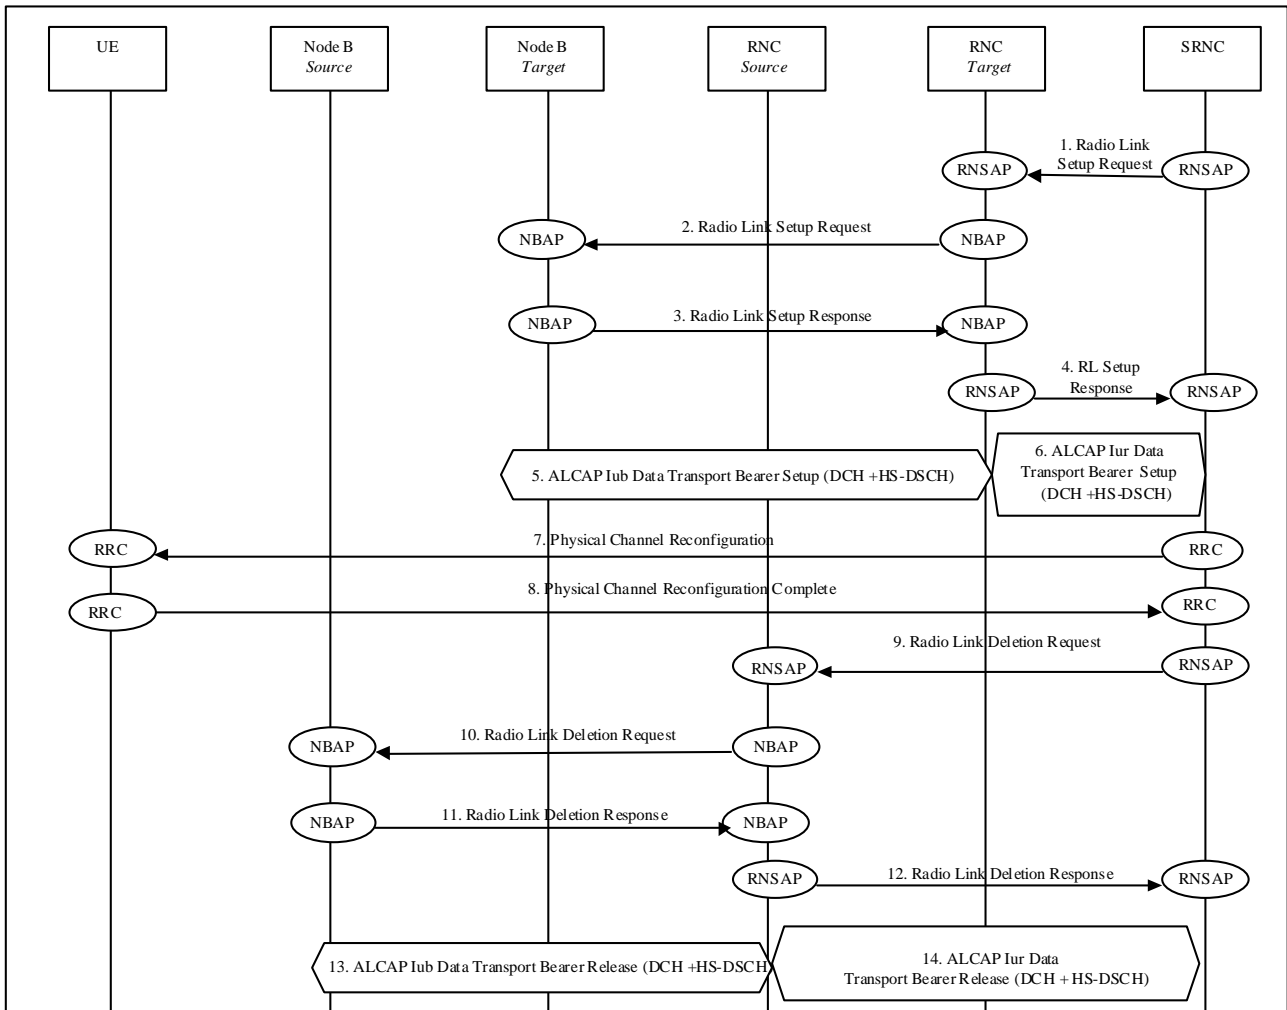 UE
Node B
Source
Node B
Target
RNC
Source
RNC
Target
SRNC
1. Radio Link
Setup Request
RNSAP
RNSAP
2. Radio Link Setup Request
NBAP
NBAP
3. Radio Link Setup Response
NBAP
NBAP
4. RL Setup
Response
RNSAP
RNSAP
5. ALCAP Iub Data Transport Bearer Setup (DCH +HS-DSCH)
6. ALCAP Iur Data
Transport Bearer Setup
(DCH +HS-DSCH)
7. Physical Channel Reconfiguration
RRC
RRC
8. Physical Channel Reconfiguration Complete
RRC
RRC
9. Radio Link Deletion Request
RNSAP
RNSAP
10. Radio Link Deletion Request
NBAP
NBAP
11. Radio Link Deletion Response
NBAP
NBAP
12. Radio Link Deletion Response
RNSAP
RNSAP
13. ALCAP Iub Data Transport Bearer Release (DCH +HS-DSCH)
14. ALCAP Iur Data
Transport Bearer Release (DCH + HS-DSCH)